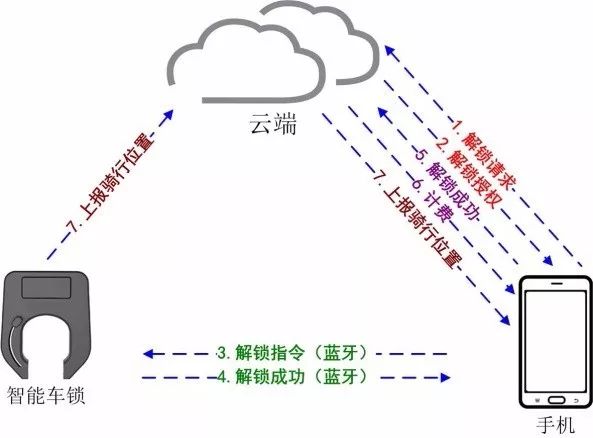 云端
1. 解锁请求
2. 解锁授权
5. 解锁成功
6. 计费
7. 上报骑行位置
7. 上报骑行位置
3. 解锁指令（蓝牙）
4. 解锁成功（蓝牙）
智能车锁
手机